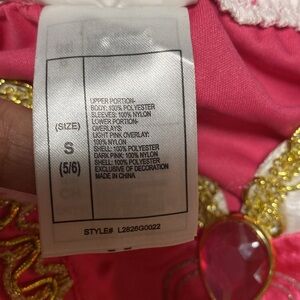 UPPER PORTION-
BODY: 100% POLYESTER
SLEEVES: 100% NYLON
LOWER PORTION-
OVERLAYS:
LIGHT PINK OVERLAY:
100% NYLON
SHELL: 100% POLYESTER
DARK PINK: 100% NYLON
SHELL: 100% POLYESTER
EXCLUSIVE OF DECORATION
MADE IN CHINA
(SIZE)
S
(5/6)
STYLE# L2826G0022